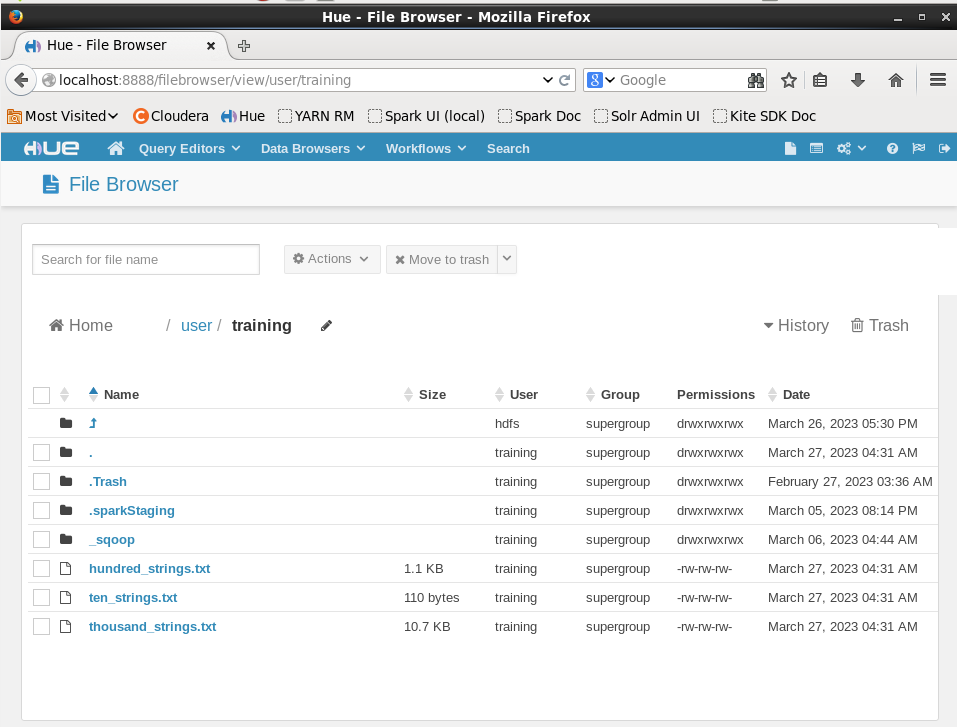 Hue - File Browser - Mozilla Firefox
Hue - File Browser
localhost:8888/filebrowser/view/user/training Google
Most Visited Cloudera Hue YARN RM Spark UI (local) Spark Doc Solr Admin UI Kite SDK Doc
HUE Query Editors Data Browsers Workflows Search
File Browser
Search for file name Actions Move to trash
Home / user / training History Trash
Name Size User Group Permissions Date
hdfs supergroup drwxrwxrwx March 26, 2023 05:30 PM
. training supergroup drwxrwxrwx March 27, 2023 04:31 AM
.Trash training supergroup drwxrwxrwx February 27, 2023 03:36 AM
.sparkStaging training supergroup drwxrwxrwx March 05, 2023 08:14 PM
_sqoop training supergroup drwxrwxrwx March 06, 2023 04:44 AM
hundred_strings.txt 1.1 KB training supergroup -rw-rw-rw- March 27, 2023 04:31 AM
ten_strings.txt 110 bytes training supergroup -rw-rw-rw- March 27, 2023 04:31 AM
thousand_strings.txt 10.7 KB training supergroup -rw-rw-rw- March 27, 2023 04:31 AM